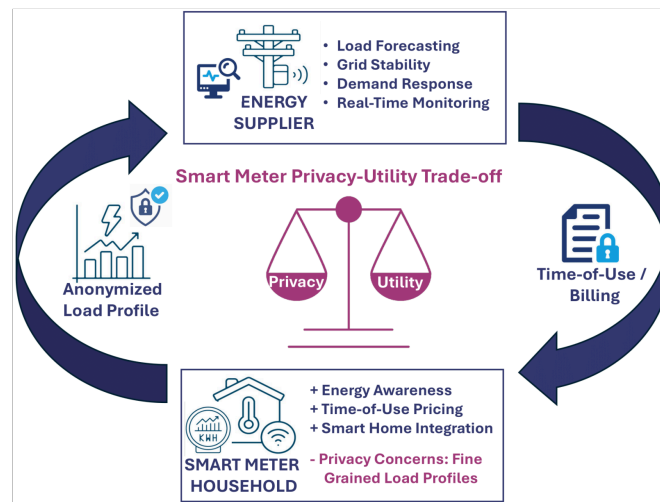 ENERGY
SUPPLIER
• Load Forecasting
• Grid Stability
• Demand Response
• Real-Time Monitoring
Smart Meter Privacy-Utility Trade-off
Anonymized
Load Profile
Privacy
Utility
Time-of-Use /
Billing
KWH
SMART METER
HOUSEHOLD
+ Energy Awareness
+ Time-of-Use Pricing
+ Smart Home Integration
- Privacy Concerns: Fine
Grained Load Profiles